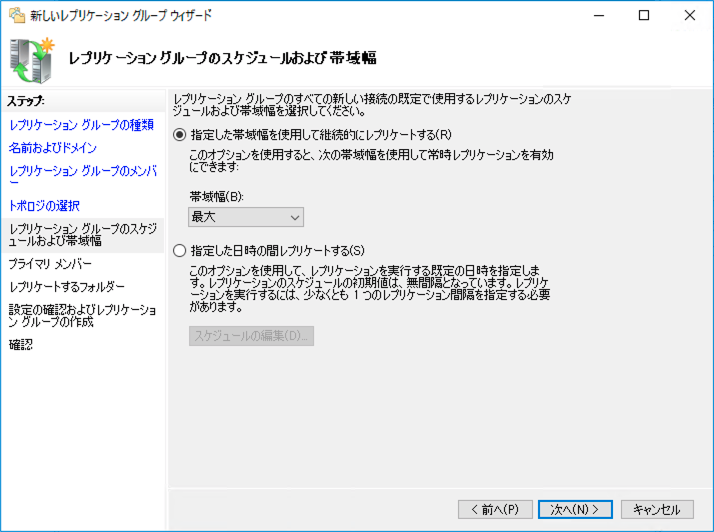 新しいレプリケーション グループ ウィザード
レプリケーション グループのスケジュールおよび帯域幅
ステップ:
レプリケーション グループの種類
名前およびドメイン
レプリケーション グループのメンバ
ー
トポロジの選択
レプリケーション グループのスケジ
ュールおよび帯域幅
プライマリ メンバー
レプリケートするフォルダー
設定の確認およびレプリケーショ
ン グループの作成
確認
レプリケーション グループのすべての新しい接続の既定で使用するレプリケーションのスケ
ジュールおよび帯域幅を選択してください。
指定した帯域幅を使用して継続的にレプリケートする(R)
このオプションを使用すると、次の帯域幅を使用して常時レプリケーションを有効
にできます:
帯域幅(B):
最大
指定した日時の間レプリケートする(S)
このオプションを使用して、レプリケーションを実行する既定の日時を指定しま
す。レプリケーションのスケジュールの初期値は、無間隔となっています。レプリケ
ーションを実行するには、少なくとも 1 つのレプリケーション間隔を指定する必要
があります。
スケジュールの編集(D)...
< 前へ(P)
次へ(N) >
キャンセル